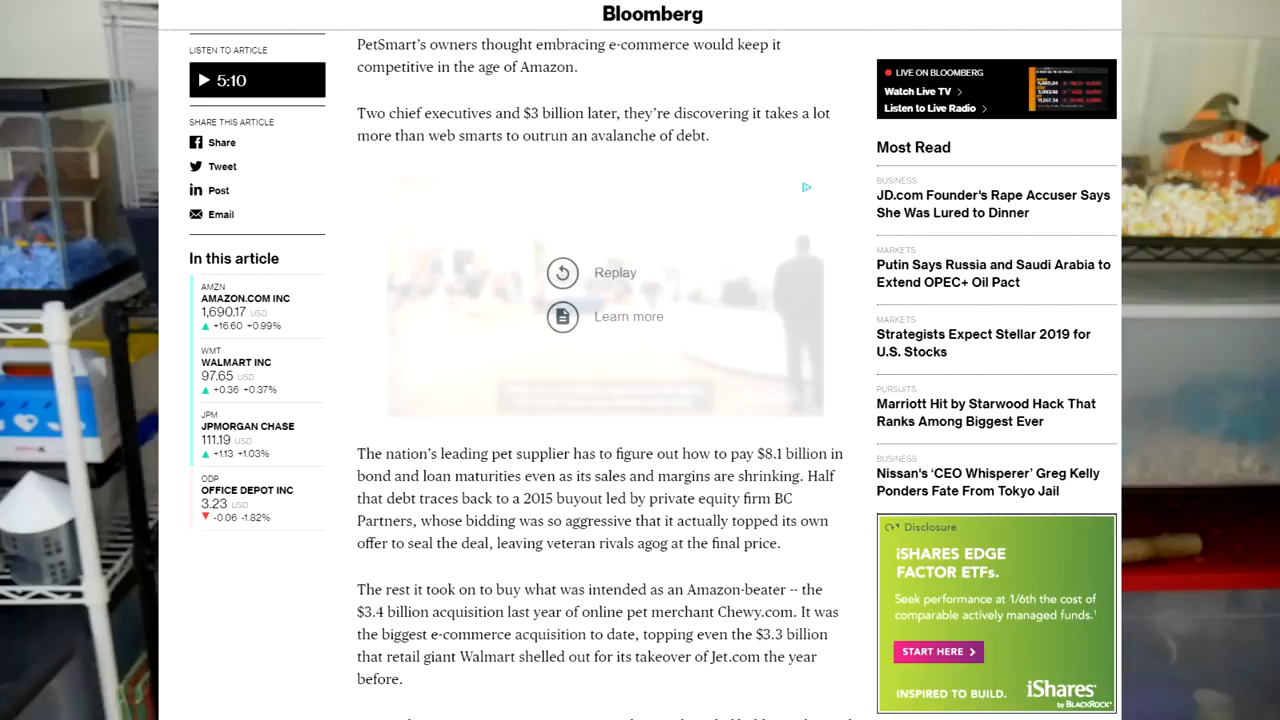 Bloomberg
LISTEN TO ARTICLE
5:10
SHARE THIS ARTICLE
Share
Tweet
Post
Email
In this article
AMZN
AMAZON.COM INC
1,690.17 USD
+16.60 +0.99%
WMT
WALMART INC
97.65 USD
+0.36 +0.37%
JPM
JPMORGAN CHASE
111.19 USD
+1.13 +1.03%
ODP
OFFICE DEPOT INC
3.23 USD
-0.06 -1.82%
PetSmart’s owners thought embracing e-commerce would keep it
competitive in the age of Amazon.
Two chief executives and $3 billion later, they’re discovering it takes a lot
more than web smarts to outrun an avalanche of debt.
Replay
Learn more
The nation’s leading pet supplier has to figure out how to pay $8.1 billion in
bond and loan maturities even as its sales and margins are shrinking. Half
that debt traces back to a 2015 buyout led by private equity firm BC
Partners, whose bidding was so aggressive that it actually topped its own
offer to seal the deal, leaving veteran rivals agog at the final price.
The rest it took on to buy what was intended as an Amazon-beater -- the
$3.4 billion acquisition last year of online pet merchant Chewy.com. It was
the biggest e-commerce acquisition to date, topping even the $3.3 billion
that retail giant Walmart shelled out for its takeover of Jet.com the year
before.
LIVE ON BLOOMBERG
Watch Live TV
Listen to Live Radio
Most Read
BUSINESS
JD.com Founder's Rape Accuser Says
She Was Lured to Dinner
MARKETS
Putin Says Russia and Saudi Arabia to
Extend OPEC+ Oil Pact
MARKETS
Strategists Expect Stellar 2019 for
U.S. Stocks
PURSUITS
Marriott Hit by Starwood Hack That
Ranks Among Biggest Ever
BUSINESS
Nissan's ‘CEO Whisperer’ Greg Kelly
Ponders Fate From Tokyo Jail
Disclosure
iSHARES EDGE
FACTOR ETFs.
Seek performance at 1/6th the cost of
comparable actively managed funds.¹
START HERE
INSPIRED TO BUILD.
iShares
by BLACKROCK®